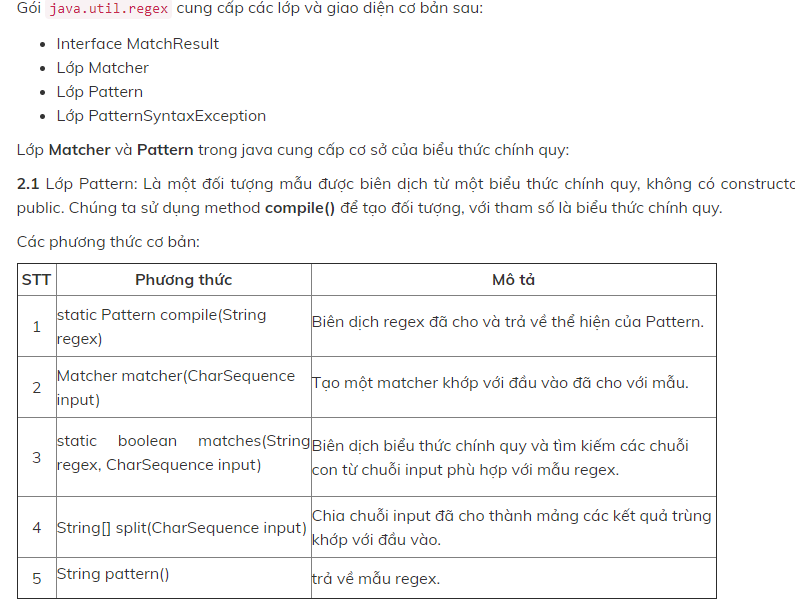 Gói java.util.regex cung cấp các lớp và giao diện cơ bản sau:
Interface MatchResult
Lớp Matcher
Lớp Pattern
Lớp PatternSyntaxException
Lớp Matcher và Pattern trong java cung cấp cơ sở của biểu thức chính quy:
2.1 Lớp Pattern: Là một đối tượng mẫu được biên dịch từ một biểu thức chính quy, không có constructo
public. Chúng ta sử dụng method compile() để tạo đối tượng, với tham số là biểu thức chính quy.
Các phương thức cơ bản:
STT Phương thức Mô tả
1 static Pattern compile(String
regex) Biên dịch regex đã cho và trả về thể hiện của Pattern.
2 Matcher matcher(CharSequence
input) Tạo một matcher khớp với đầu vào đã cho với mẫu.
3 static boolean matches(String
regex, CharSequence input) Biên dịch biểu thức chính quy và tìm kiếm các chuỗi
con từ chuỗi input phù hợp với mẫu regex.
4 String[] split(CharSequence input) Chia chuỗi input đã cho thành mảng các kết quả trùng
khớp với đầu vào.
5 String pattern() trả về mẫu regex.